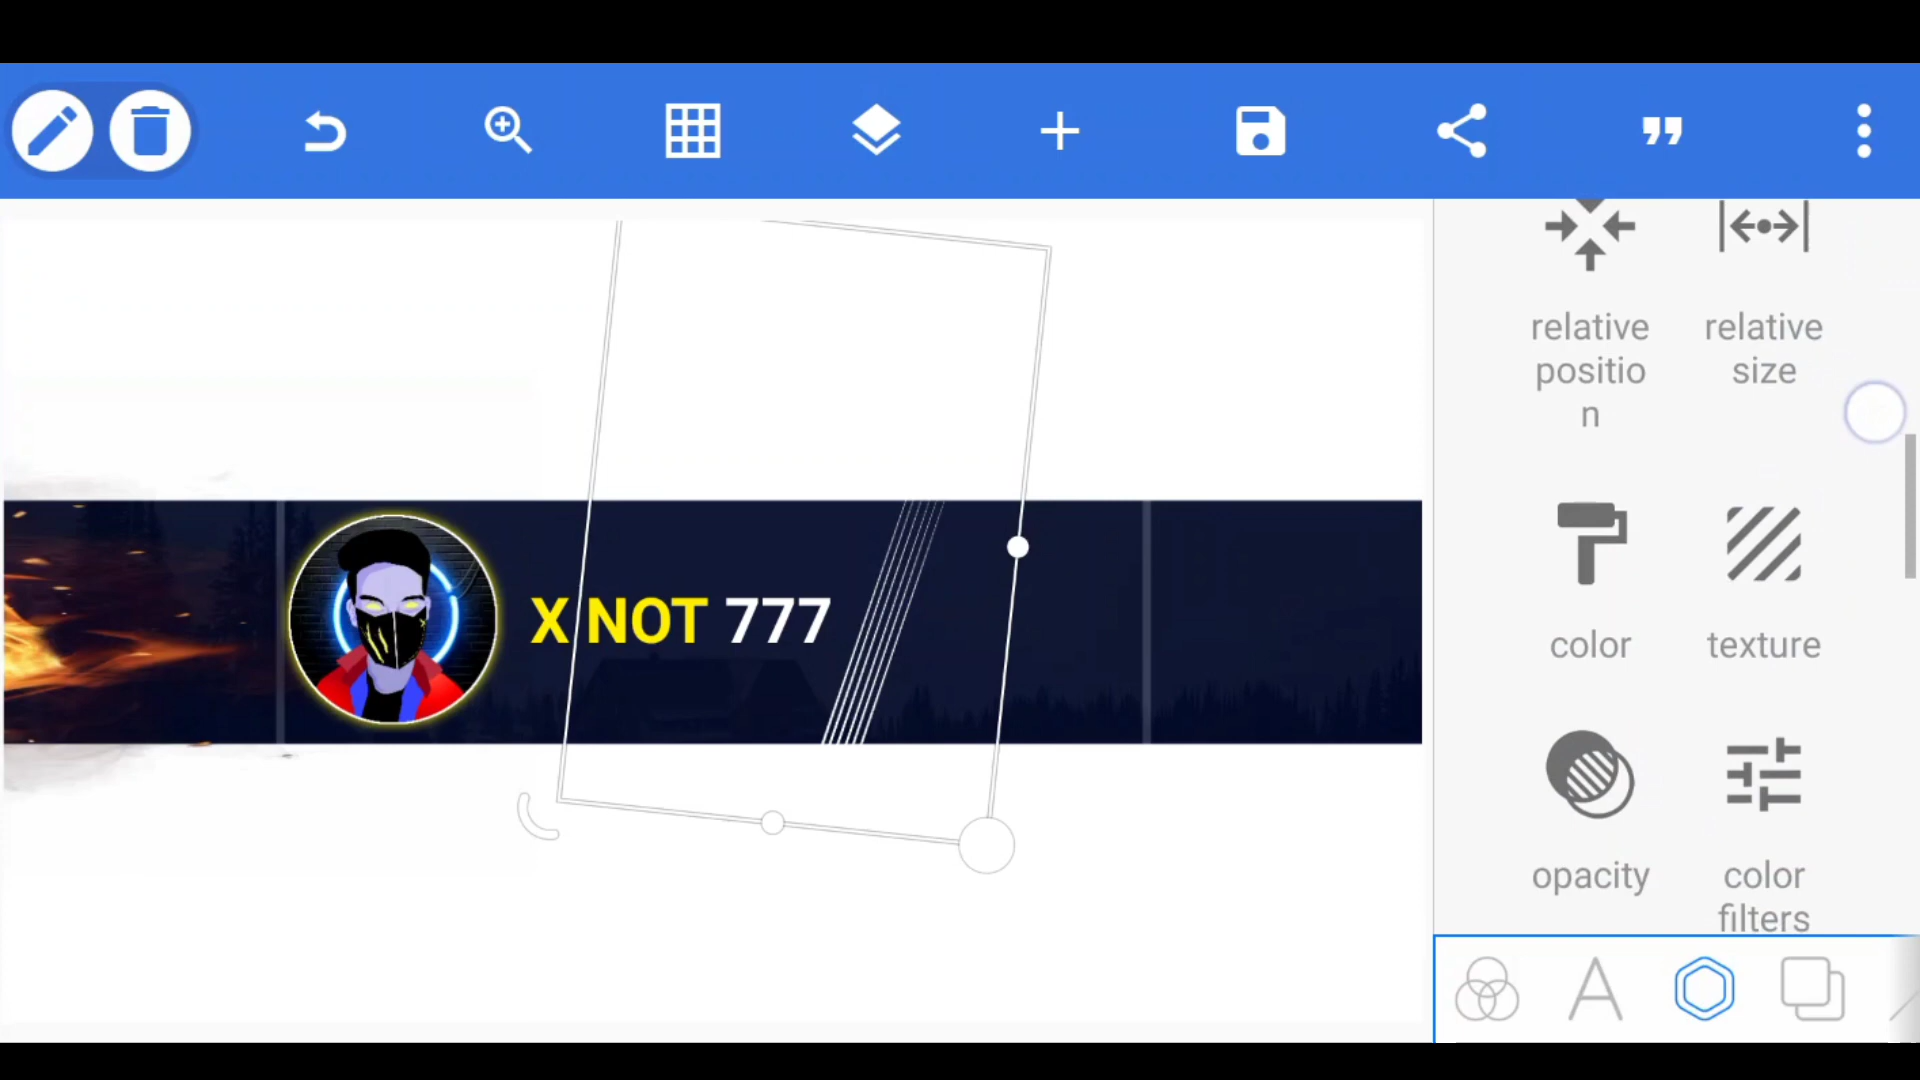 relative
positio
n
relative
size
X NOT 777
color
texture
opacity
color
filters